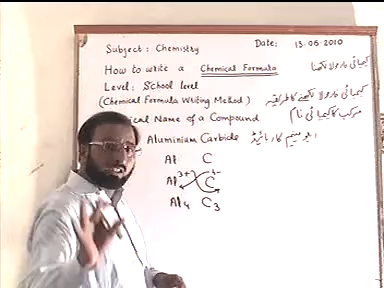 Subject: Chemistry Date: 13-06-2010
How to write a Chemical Formula کیمیائی فارمولا لکھنا
Level: School level
(Chemical Formula Writing Method) کیمیائی فارمولا لکھنے کا طریقہ
ical Name of a Compound مرکب کا کیمیائی نام
Aluminium Carbide ایلومینیم کاربائیڈ
Al C
Al3+ C4-
Al4 C3